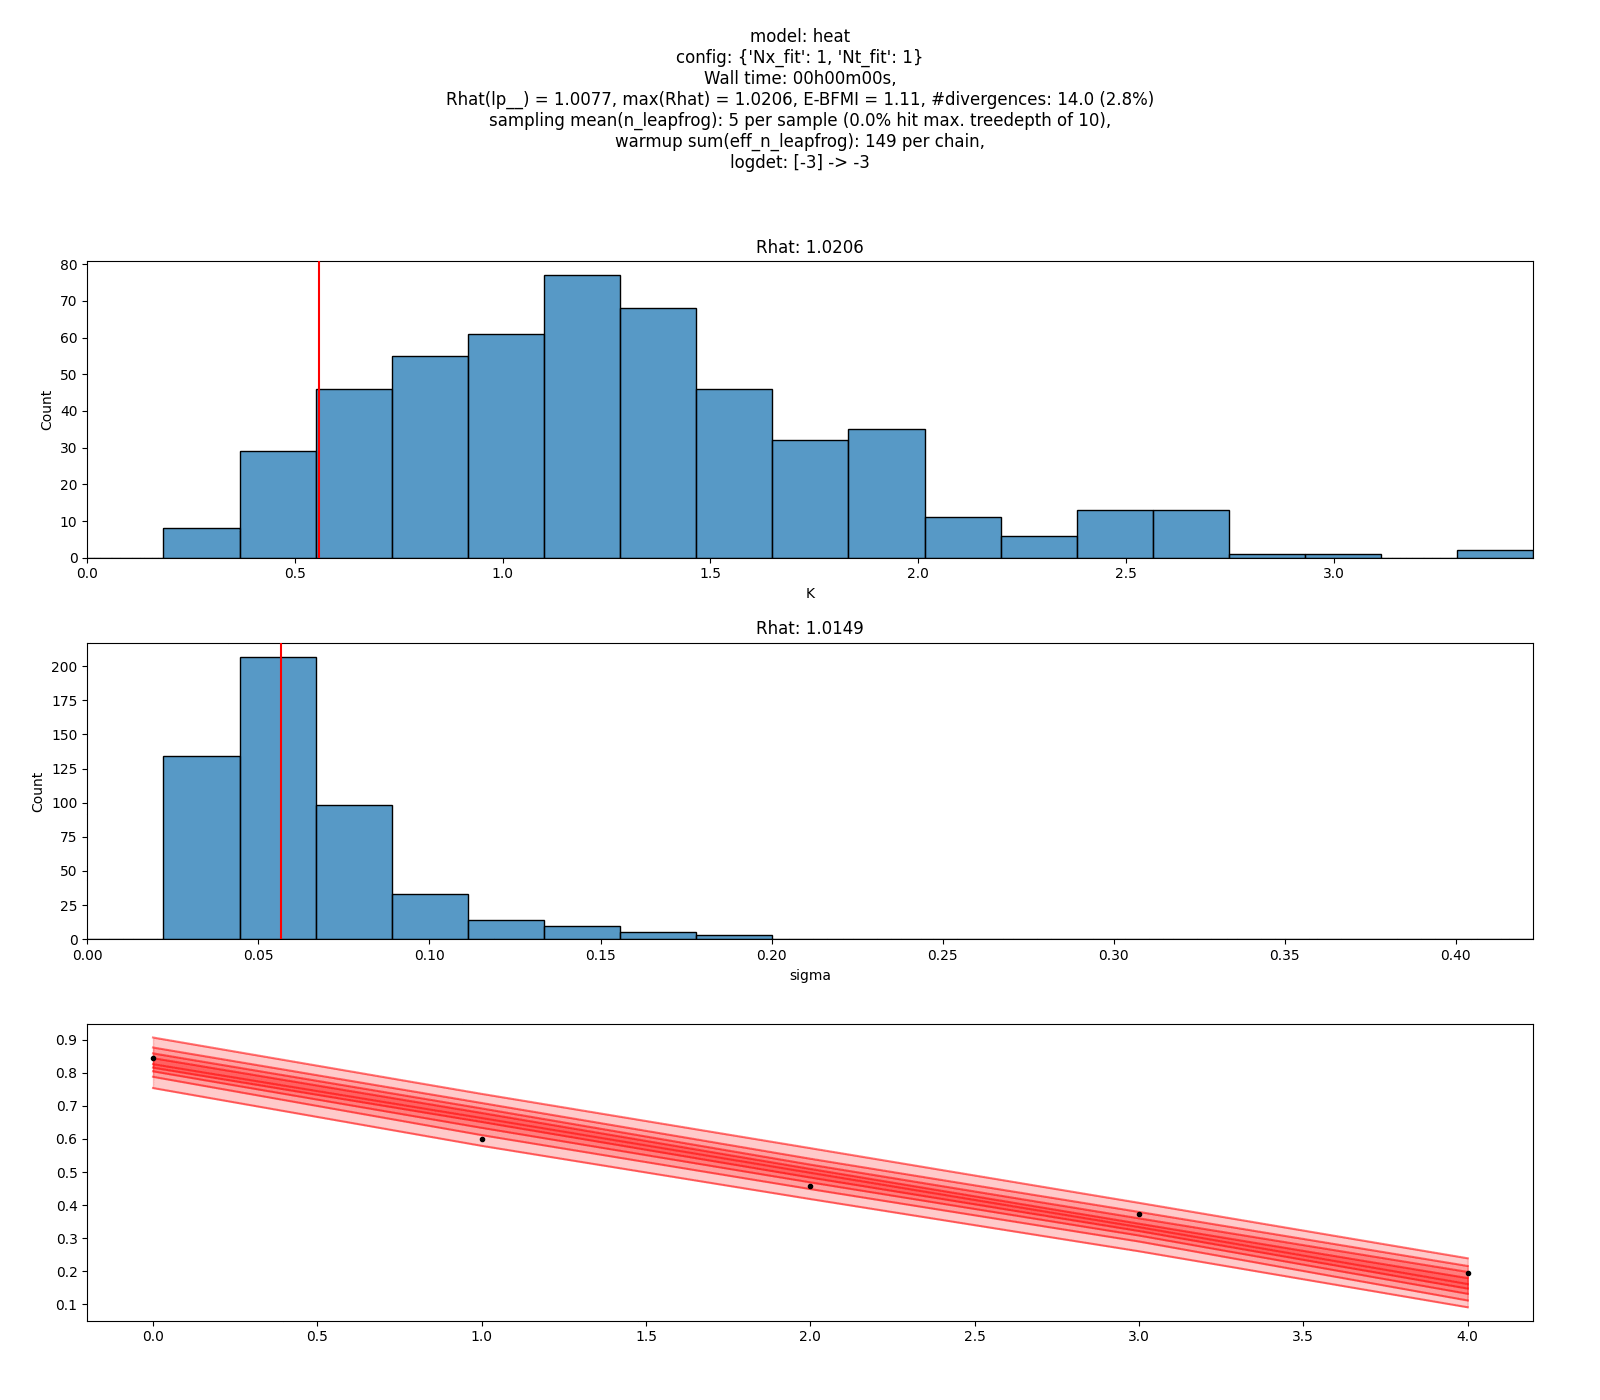 model: heat
config: {'Nx_fit': 1, 'Nt_fit': 1}
Wall time: 00h00m00s,
Rhat(lp__) = 1.0077, max(Rhat) = 1.0206, E-BFMI = 1.11, #divergences: 14.0 (2.8%)
sampling mean(n_leapfrog): 5 per sample (0.0% hit max. treedepth of 10),
warmup sum(eff_n_leapfrog): 149 per chain,
logdet: [-3] -> -3
Rhat: 1.0206
80
70
60
50
40
30
20
10
0
Count
0.0 0.5 1.0 1.5 2.0 2.5 3.0
K
Rhat: 1.0149
200
175
150
125
100
75
50
25
0
Count
0.00 0.05 0.10 0.15 0.20 0.25 0.30 0.35 0.40
sigma
0.9
0.8
0.7
0.6
0.5
0.4
0.3
0.2
0.1
0.0 0.5 1.0 1.5 2.0 2.5 3.0 3.5 4.0